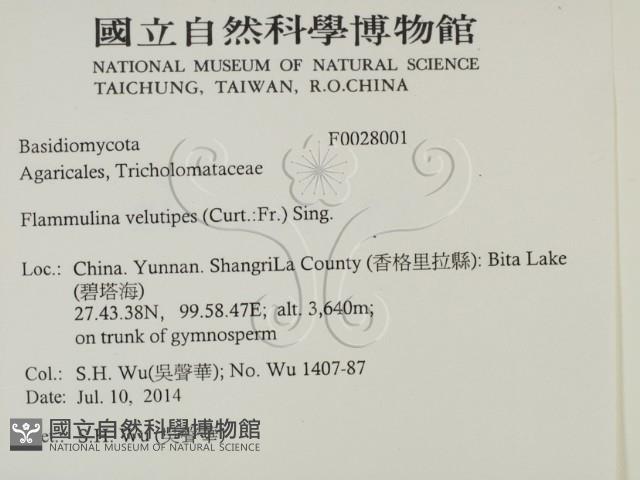 國立自然科學博物館
NATIONAL MUSEUM OF NATURAL SCIENCE
TAICHUNG, TAIWAN, R.O.CHINA
Basidiomycota F0028001
Agaricales, Tricholomataceae
Flammulina velutipes (Curt.:Fr.) Sing.
Loc.: China. Yunnan. ShangriLa County (香格里拉縣): Bita Lake
(碧塔海)
27.43.38N, 99.58.47E; alt. 3,640m;
on trunk of gymnosperm
Col.: S.H. Wu(吳聲華); No. Wu 1407-87
Date: Jul. 10, 2014
S.H. Wu (吳聲華)
國立自然科學博物館
NATIONAL MUSEUM OF NATURAL SCIENCE